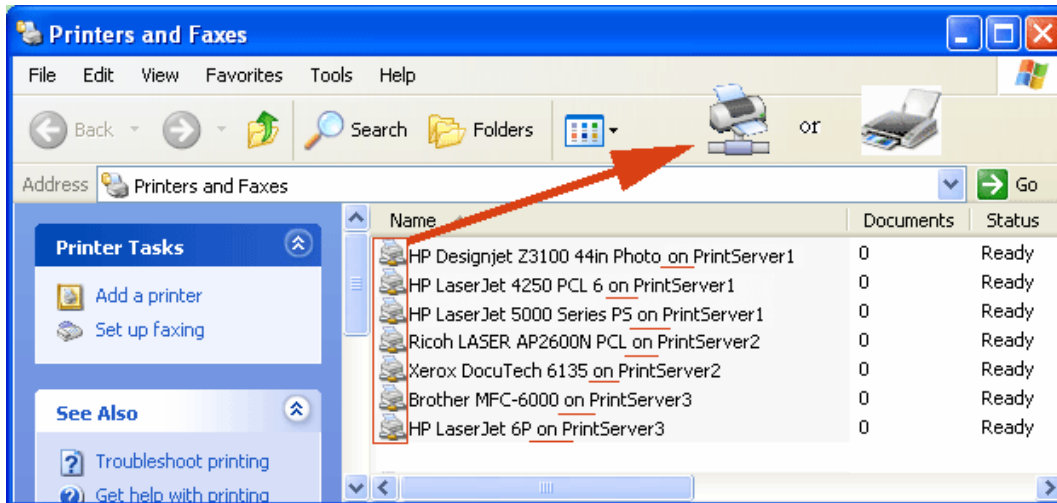 Printers and Faxes
File Edit View Favorites Tools Help
Back Search Folders or
Address Printers and Faxes Go
Printer Tasks
Add a printer
Set up faxing
See Also
Troubleshoot printing
Get help with printing
Name Documents Status
HP Designjet Z3100 44in Photo on PrintServer1 0 Ready
HP LaserJet 4250 PCL 6 on PrintServer1 0 Ready
HP LaserJet 5000 Series PS on PrintServer1 0 Ready
Ricoh LASER AP2600N PCL on PrintServer2 0 Ready
Xerox DocuTech 6135 on PrintServer2 0 Ready
Brother MFC-6000 on PrintServer3 0 Ready
HP LaserJet 6P on PrintServer3 0 Ready